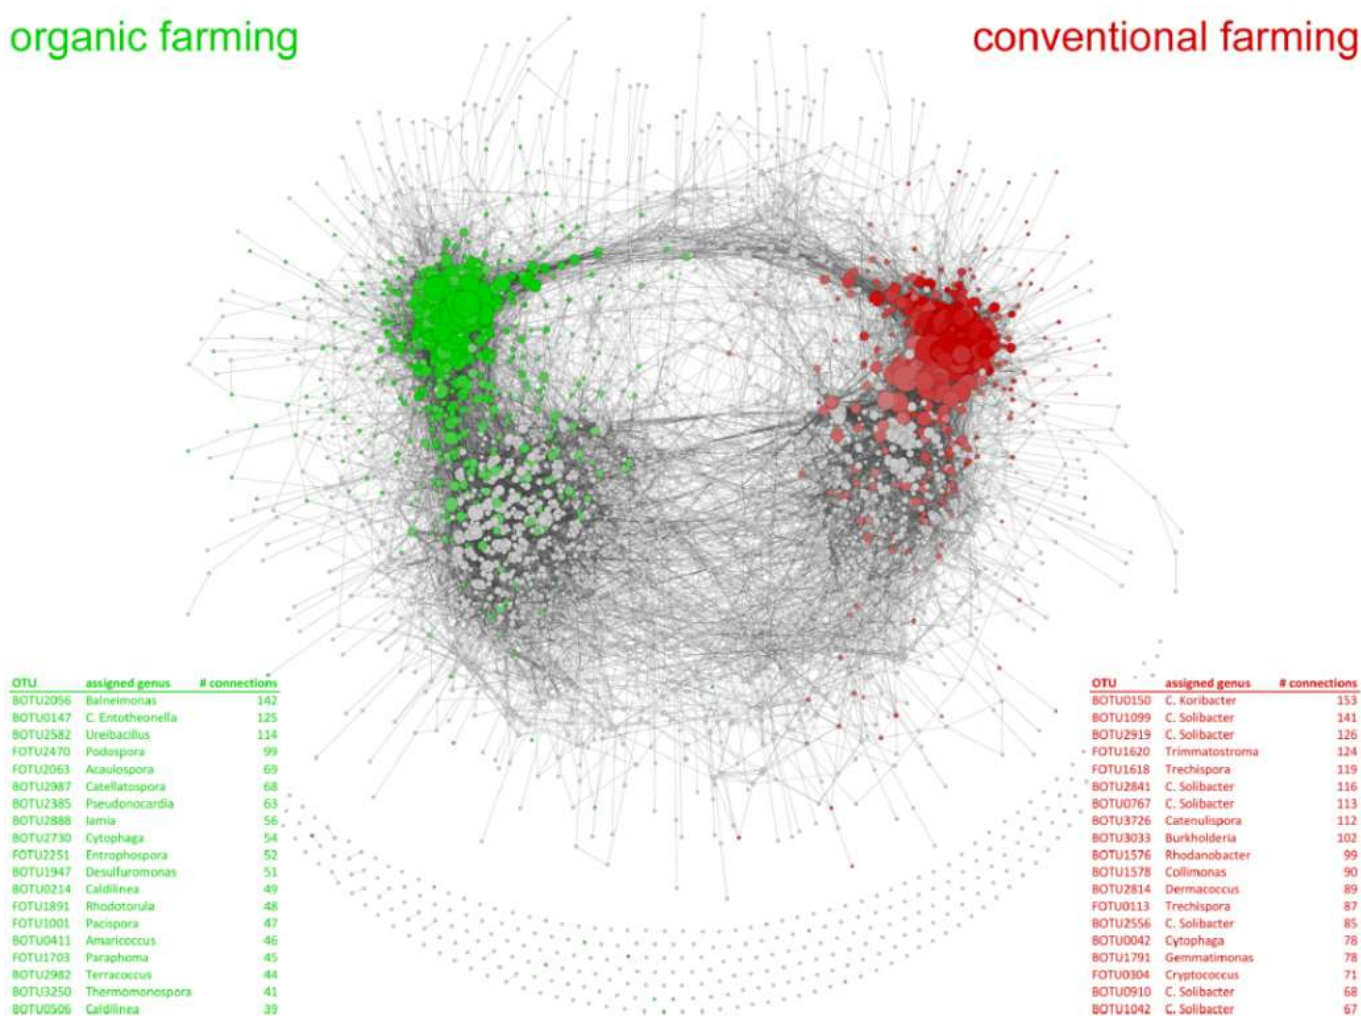 organic farming
conventional farming
OTU assigned genus # connections
BOTU2056 Balneimonas 142
BOTU0147 C. Entotheonella 125
BOTU2582 Ureibacillus 114
FOTU2470 Podospora 99
FOTU2063 Acaulospora 69
BOTU2987 Catellatospora 68
BOTU2385 Pseudonocardia 63
BOTU2888 Iamia 56
BOTU2730 Cytophaga 54
FOTU2251 Entrophospora 52
BOTU1947 Desulfuromonas 51
BOTU0214 Caldilinea 49
FOTU1891 Rhodotorula 48
FOTU1001 Pacispora 47
BOTU0411 Amaricoccus 46
FOTU1703 Paraphoma 45
BOTU2982 Terracoccus 44
BOTU3250 Thermomonospora 41
BOTU0506 Caldilinea 39
OTU assigned genus # connections
BOTU0150 C. Koribacter 153
BOTU1099 C. Solibacter 141
BOTU2919 C. Solibacter 126
FOTU1620 Trimmatostroma 124
FOTU1618 Trechispora 119
BOTU2841 C. Solibacter 116
BOTU0767 C. Solibacter 113
BOTU3726 Catenulispora 112
BOTU3033 Burkholderia 102
BOTU1576 Rhodanobacter 99
BOTU1578 Collimonas 90
BOTU2814 Dermacoccus 89
FOTU0113 Trechispora 87
BOTU2556 C. Solibacter 85
BOTU0042 Cytophaga 78
BOTU1791 Gemmatimonas 78
FOTU0304 Cryptococcus 71
BOTU0910 C. Solibacter 68
BOTU1042 C. Solibacter 67